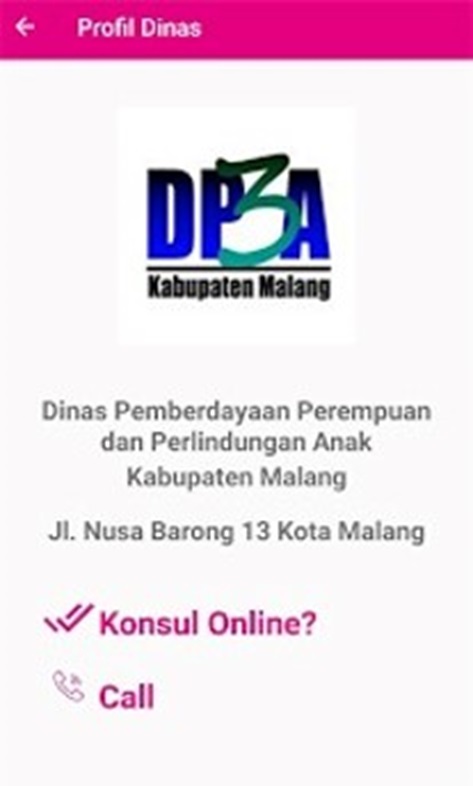 Profil Dinas
DP3A
Kabupaten Malang
Dinas Pemberdayaan Perempuan
dan Perlindungan Anak
Kabupaten Malang
Jl. Nusa Barong 13 Kota Malang
Konsul Online?
Call